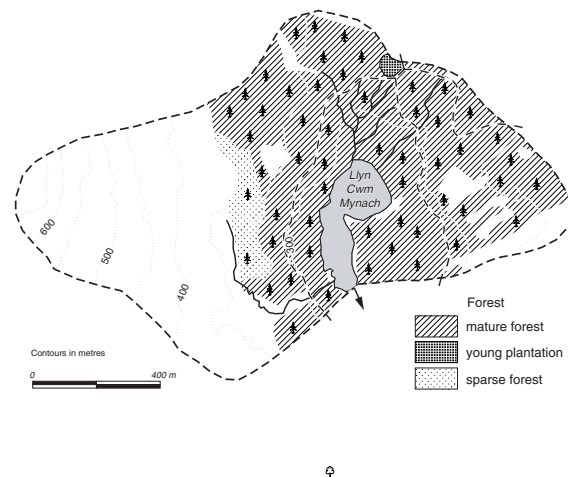 Llyn
Cwm
Mynach
600
500
400
300
Forest
mature forest
young plantation
sparse forest
Contours in metres
0 400 m